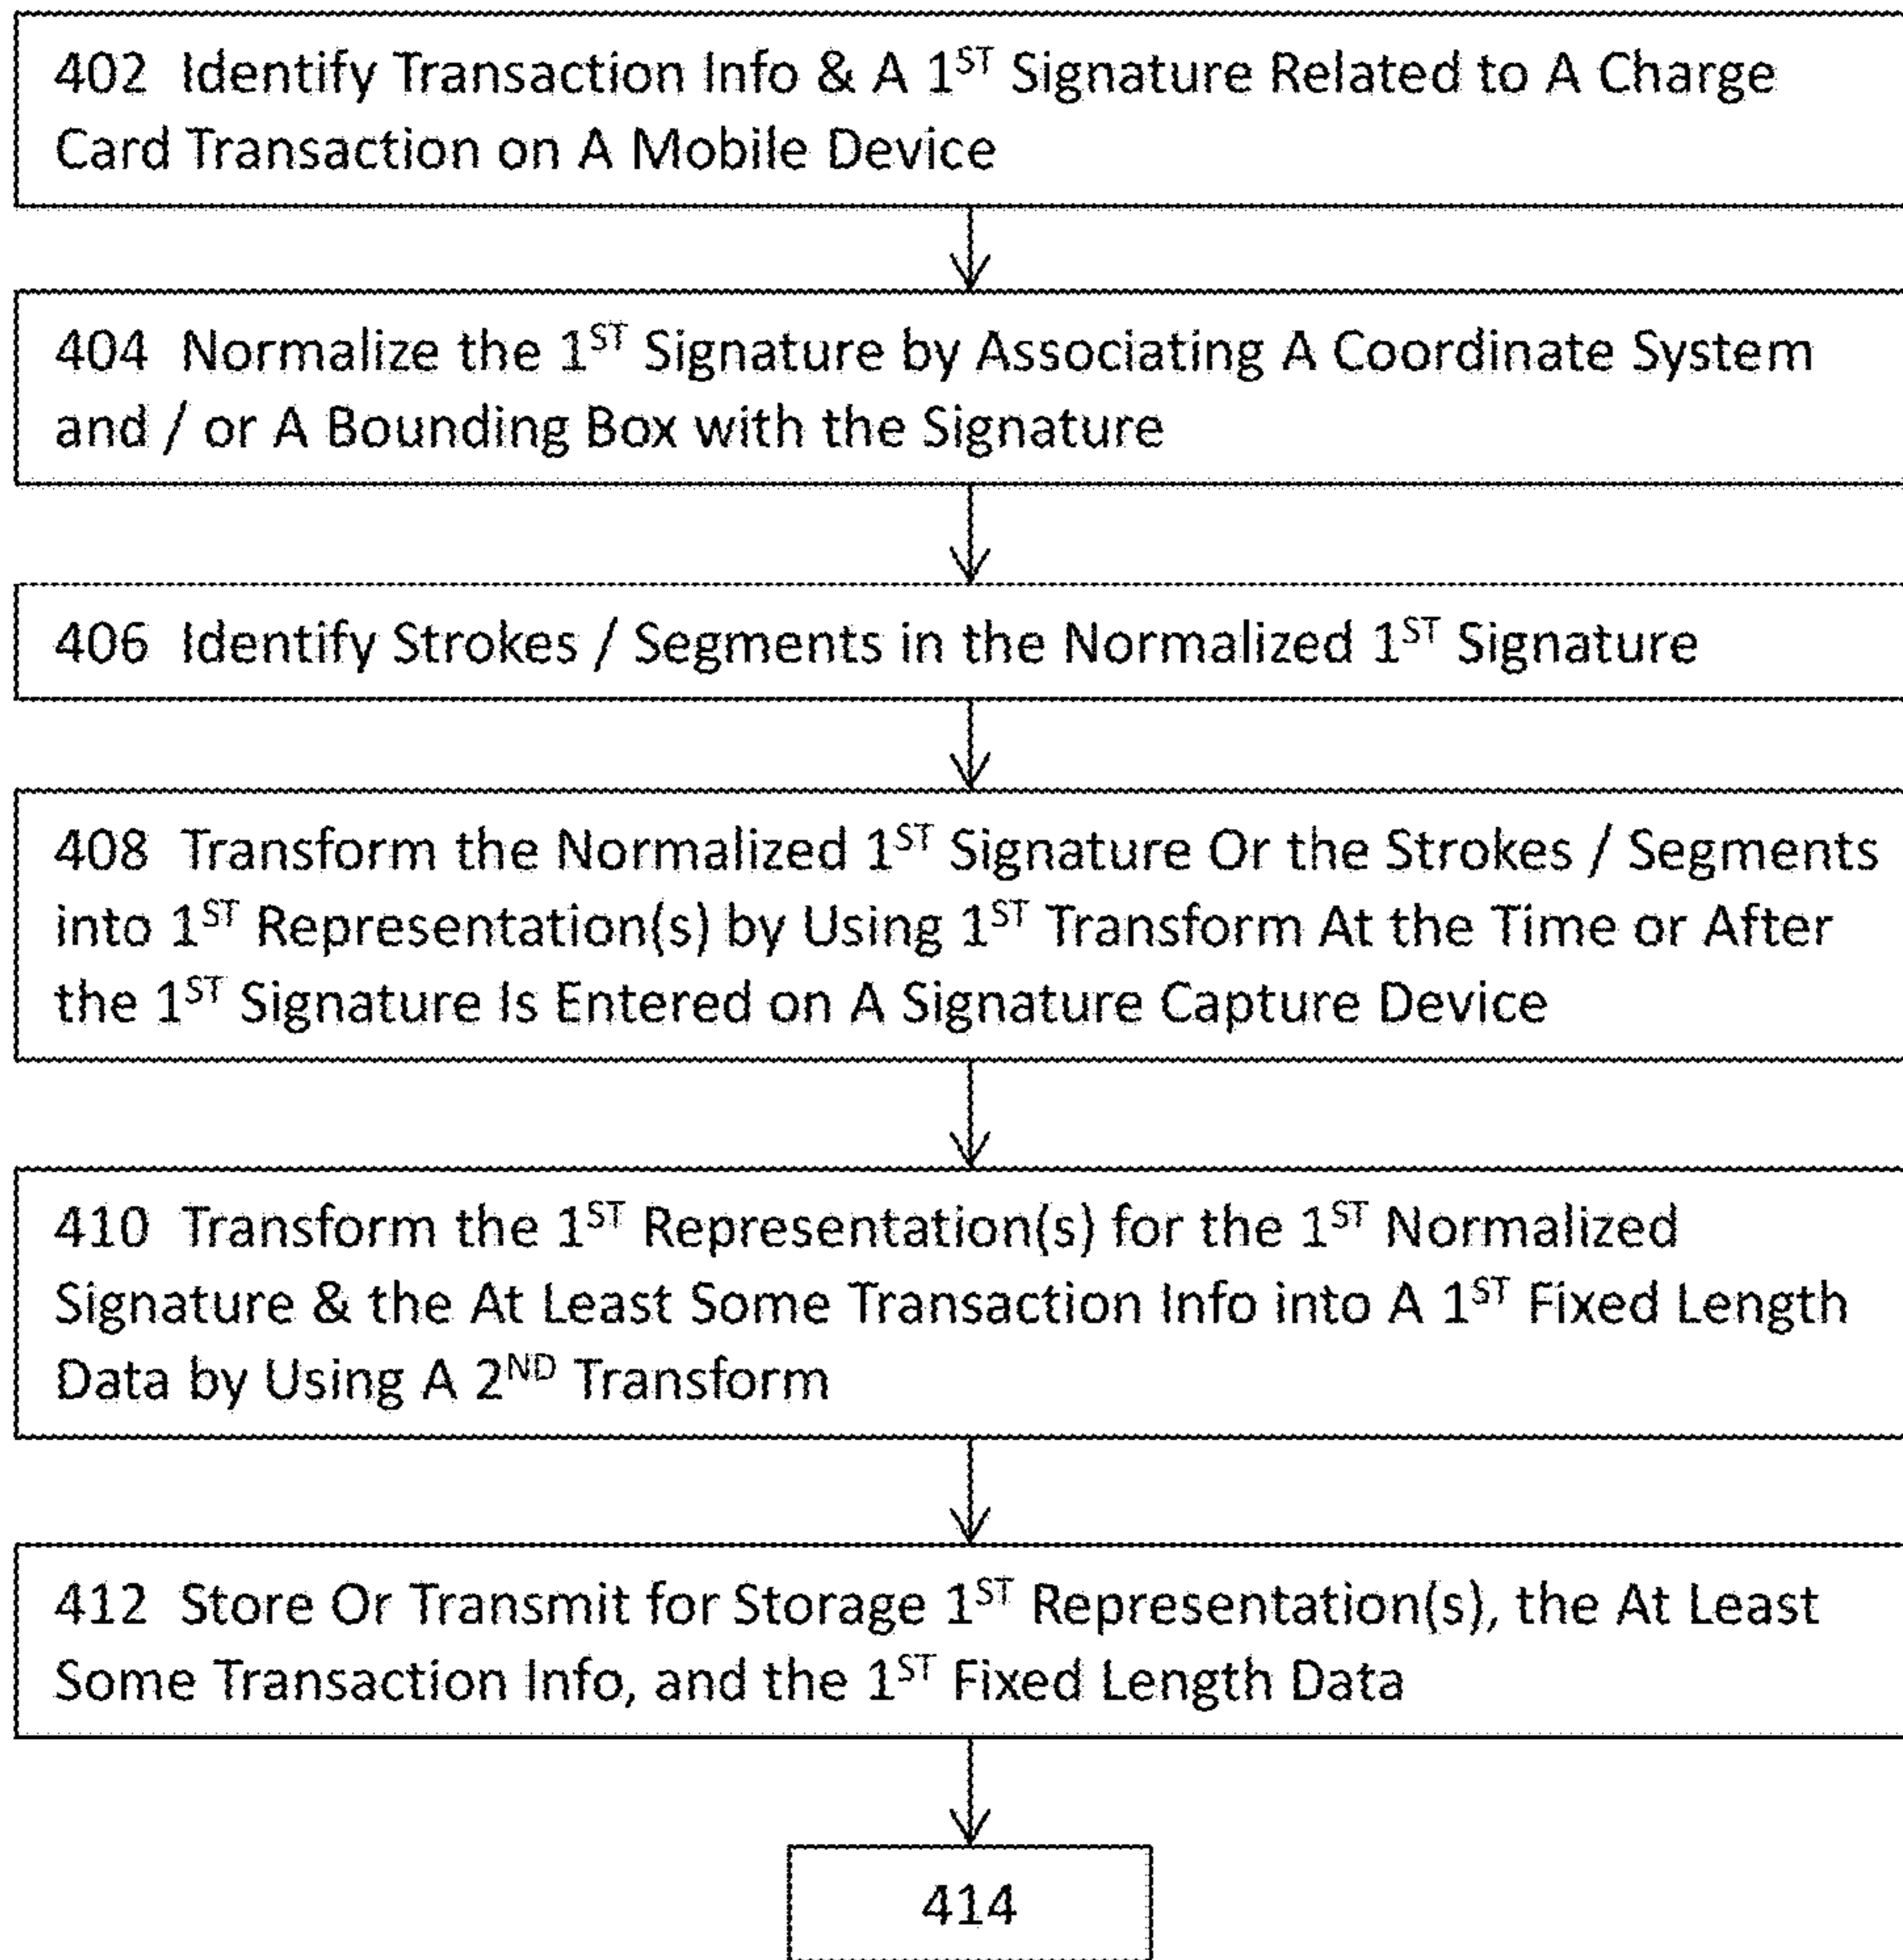 402 Identify Transaction Info & A 1ST Signature Related to A Charge
Card Transaction on A Mobile Device
404 Normalize the 1ST Signature by Associating A Coordinate System
and / or A Bounding Box with the Signature
406 Identify Strokes / Segments in the Normalized 1ST Signature
408 Transform the Normalized 1ST Signature Or the Strokes / Segments
into 1ST Representation(s) by Using 1ST Transform At the Time or After
the 1ST Signature Is Entered on A Signature Capture Device
410 Transform the 1ST Representation(s) for the 1ST Normalized
Signature & the At Least Some Transaction Info into A 1ST Fixed Length
Data by Using A 2ND Transform
412 Store Or Transmit for Storage 1ST Representation(s), the At Least
Some Transaction Info, and the 1ST Fixed Length Data
414